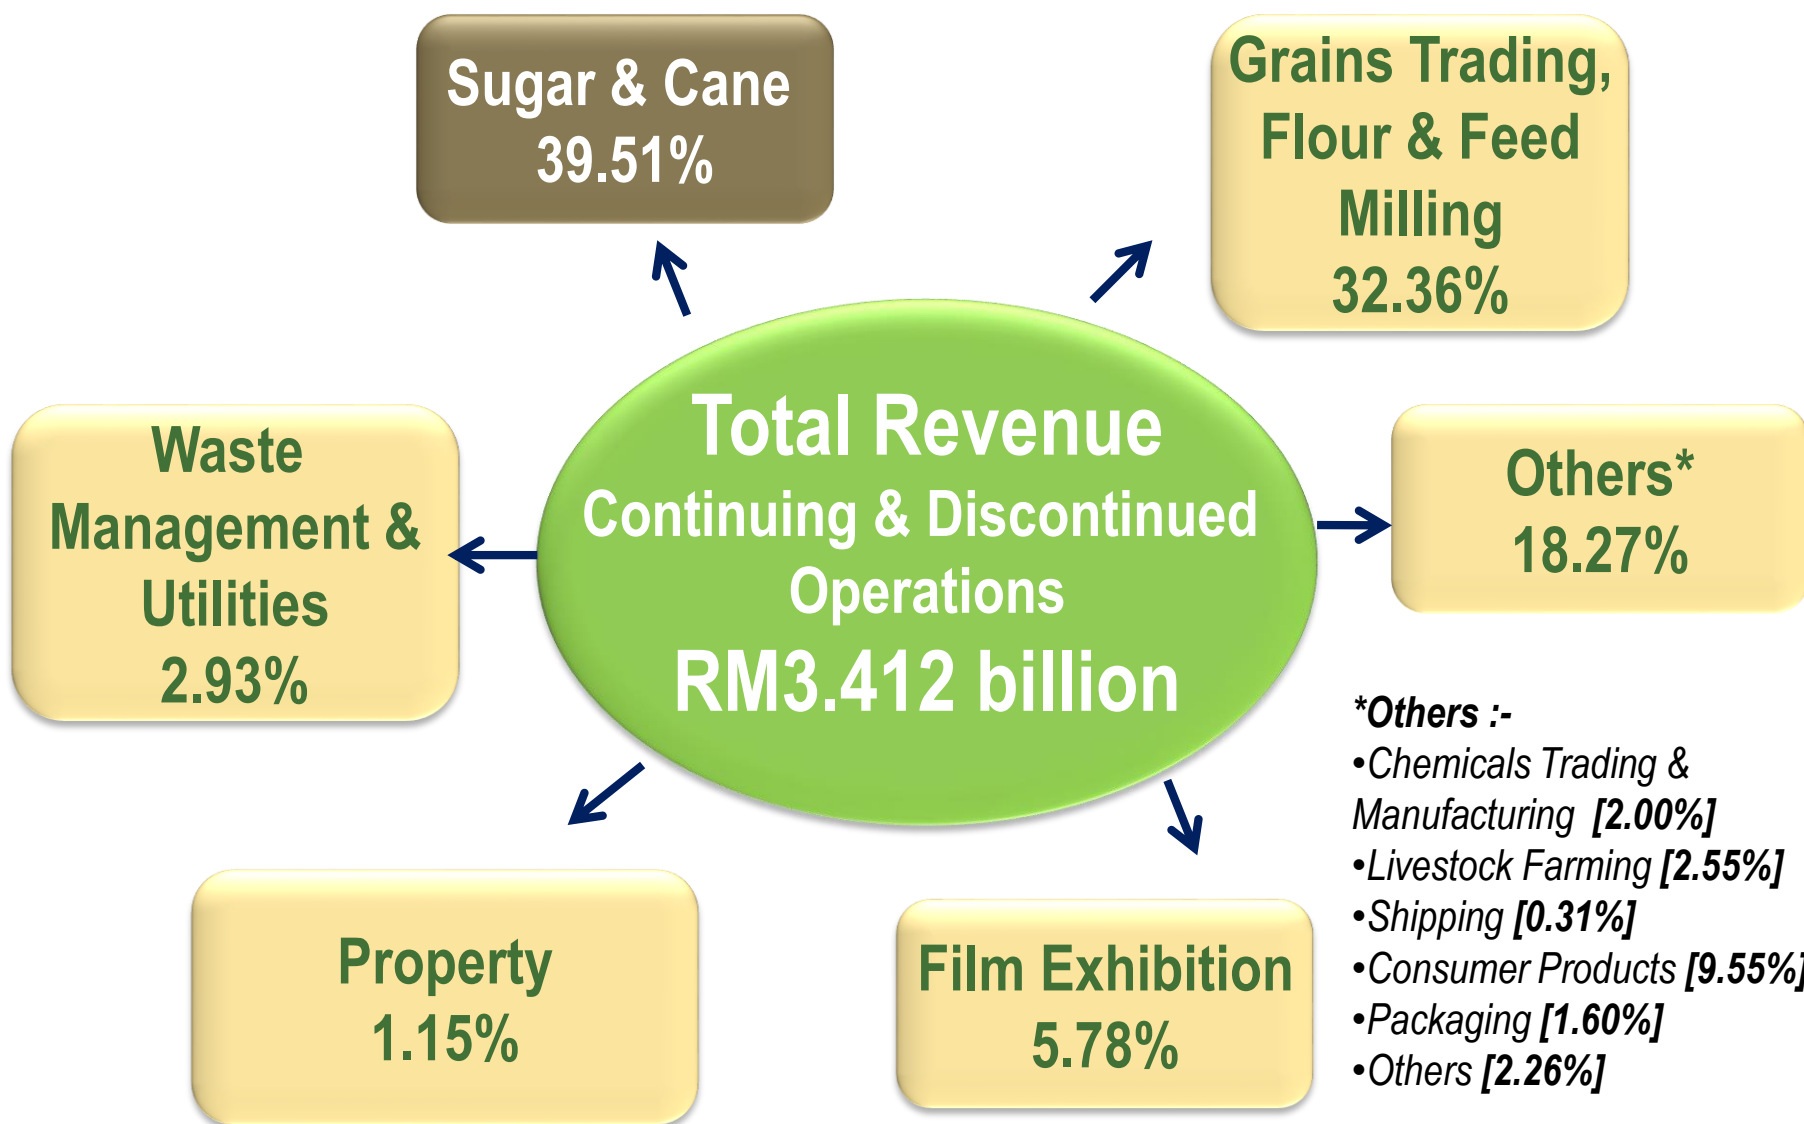 Sugar & Cane
39.51%
Grains Trading,
Flour & Feed
Milling
32.36%
Waste
Management &
Utilities
2.93%
Total Revenue
Continuing & Discontinued
Operations
RM3.412 billion
Others*
18.27%
Property
1.15%
Film Exhibition
5.78%
*Others :-
•Chemicals Trading &
Manufacturing [2.00%]
•Livestock Farming [2.55%]
•Shipping [0.31%]
•Consumer Products [9.55%]
•Packaging [1.60%]
•Others [2.26%]